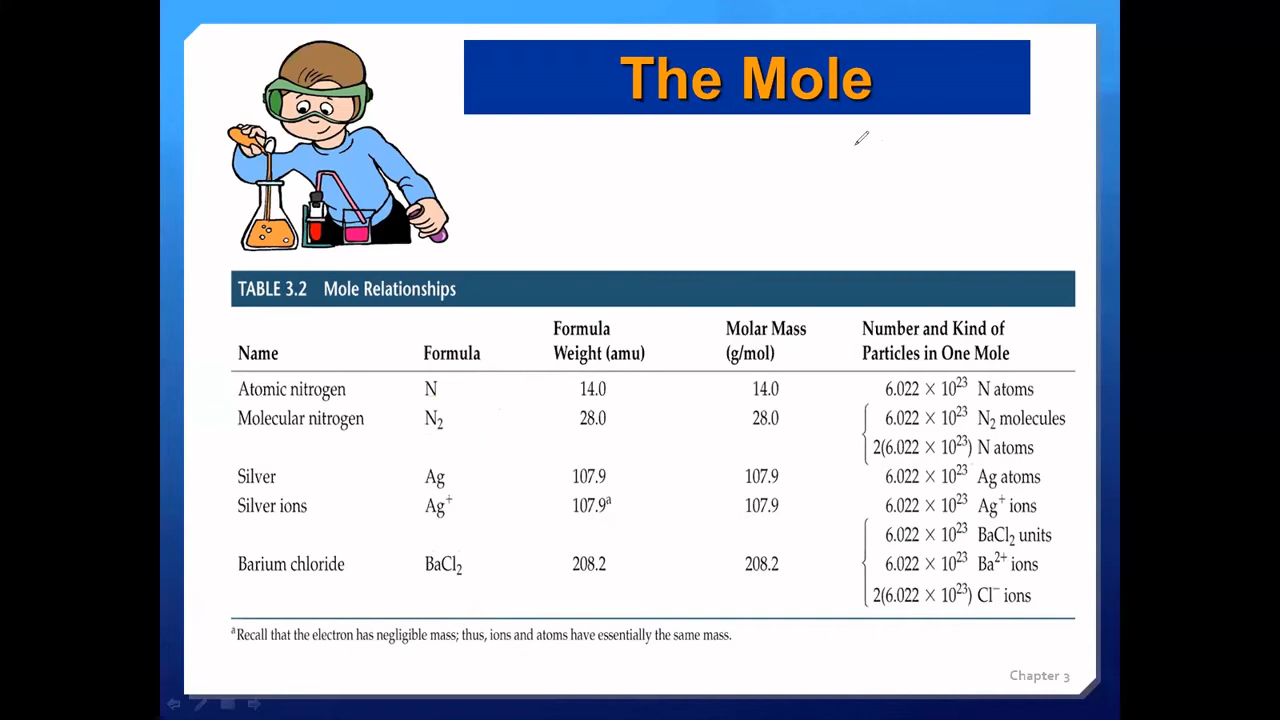 The Mole
TABLE 3.2 Mole Relationships
Name Formula Formula Weight (amu) Molar Mass (g/mol) Number and Kind of Particles in One Mole
Atomic nitrogen N 14.0 14.0 6.022 × 10²³ N atoms
Molecular nitrogen N₂ 28.0 28.0 6.022 × 10²³ N₂ molecules
2(6.022 × 10²³) N atoms
Silver Ag 107.9 107.9 6.022 × 10²³ Ag atoms
Silver ions Ag⁺ 107.9ᵃ 107.9 6.022 × 10²³ Ag⁺ ions
6.022 × 10²³ BaCl₂ units
Barium chloride BaCl₂ 208.2 208.2 6.022 × 10²³ Ba²⁺ ions
2(6.022 × 10²³) Cl⁻ ions
ᵃRecall that the electron has negligible mass; thus, ions and atoms have essentially the same mass.
Chapter 3